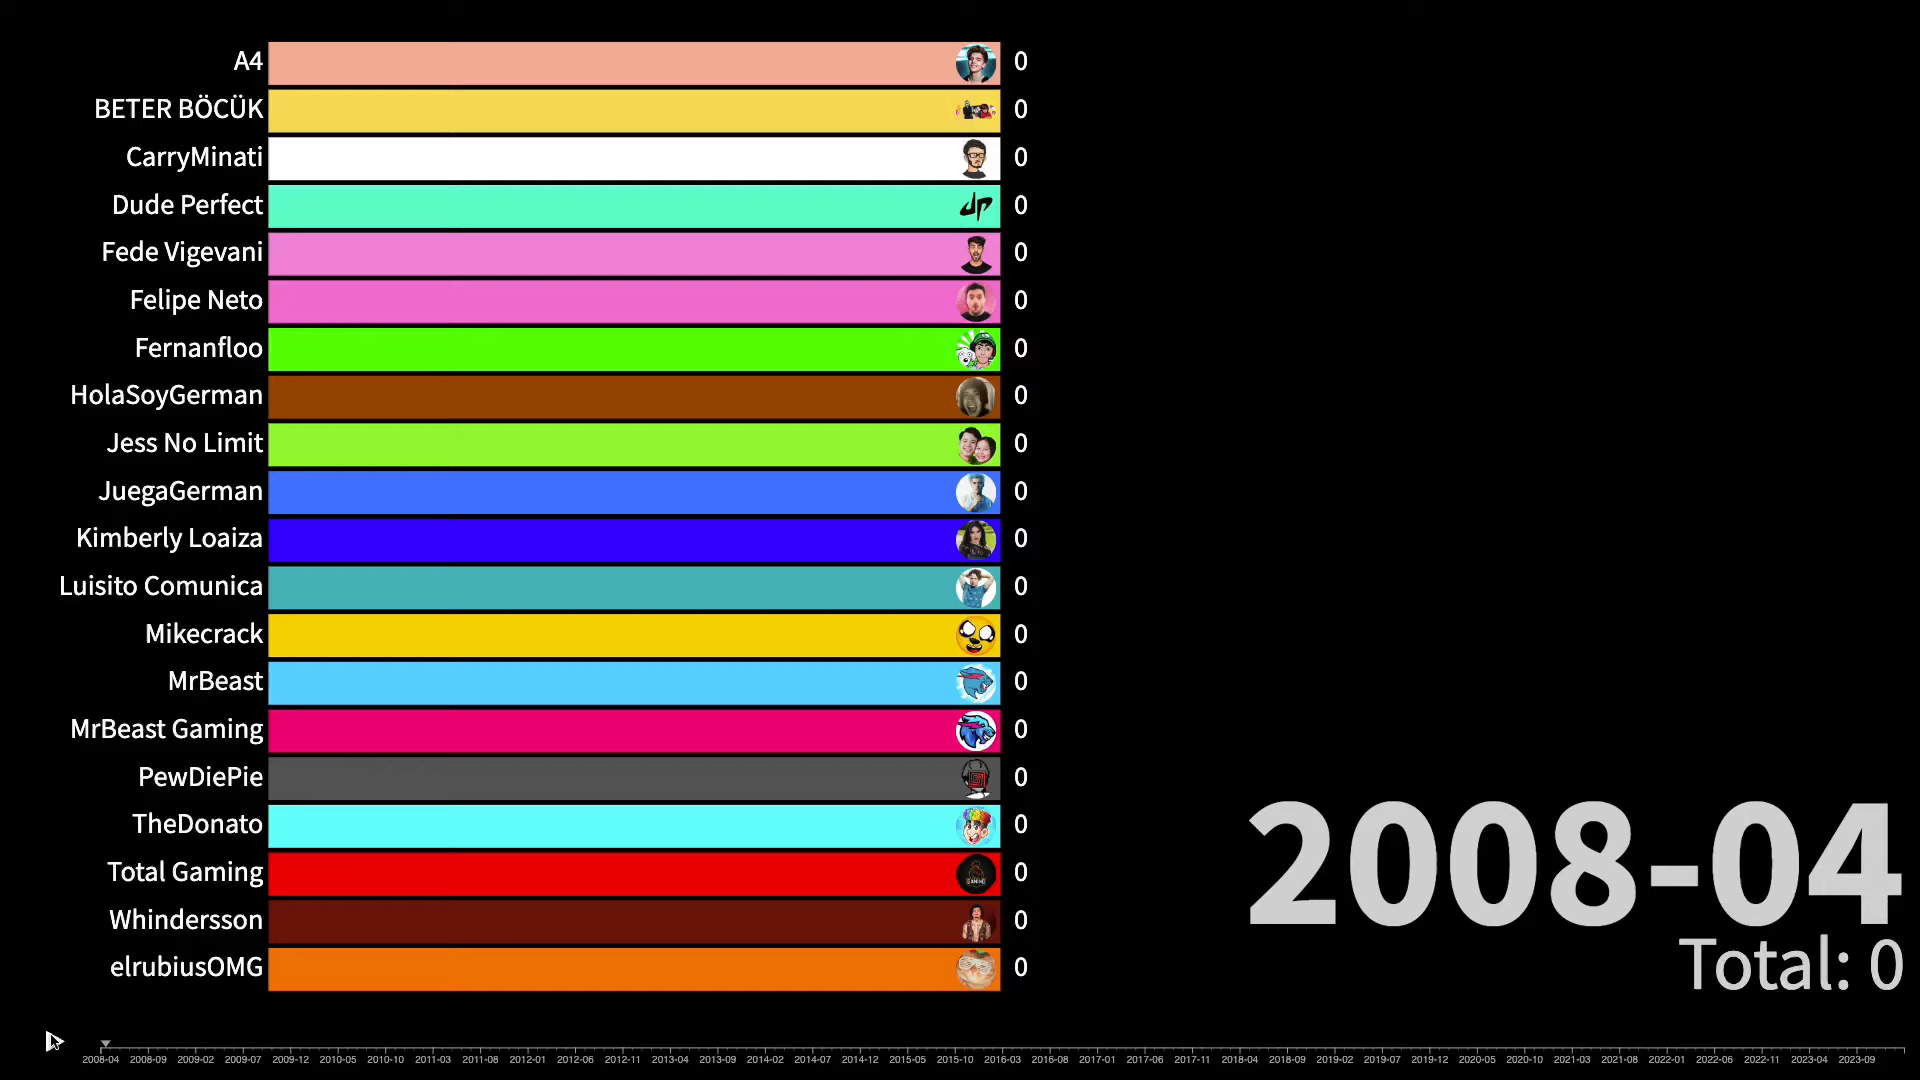 A4 0
BETER BÖCÜK 0
CarryMinati 0
Dude Perfect 0
Fede Vigevani 0
Felipe Neto 0
Fernanfloo 0
HolaSoyGerman 0
Jess No Limit 0
JuegaGerman 0
Kimberly Loaiza 0
Luisito Comunica 0
Mikecrack 0
MrBeast 0
MrBeast Gaming 0
PewDiePie 0
TheDonato 0
Total Gaming 0
Whindersson 0
elrubiusOMG 0
2008-04
Total: 0
2008-04 2008-09 2009-02 2009-07 2009-12 2010-05 2010-10 2011-03 2011-08 2012-01 2012-06 2012-11 2013-04 2013-09 2014-02 2014-07 2014-12 2015-05 2015-10 2016-03 2016-08 2017-01 2017-06 2017-11 2018-04 2018-09 2019-02 2019-07 2019-12 2020-05 2020-10 2021-03 2021-08 2022-01 2022-06 2022-11 2023-04 2023-09